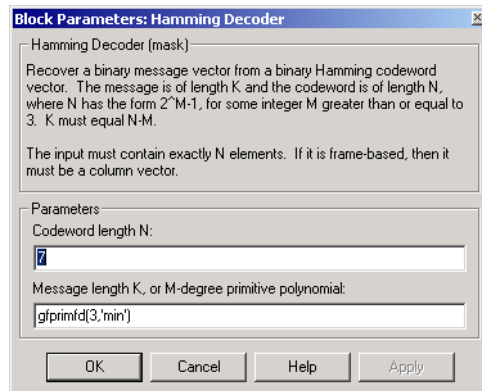 Block Parameters: Hamming Decoder
Hamming Decoder (mask)
Recover a binary message vector from a binary Hamming codeword
vector.  The message is of length K and the codeword is of length N,
where N has the form 2^M-1, for some integer M greater than or equal to
3.  K must equal N-M.
The input must contain exactly N elements.  If it is frame-based, then it
must be a column vector.
Parameters
Codeword length N:
7
Message length K, or M-degree primitive polynomial:
gfprimfd(3,'min')
OK Cancel Help Apply